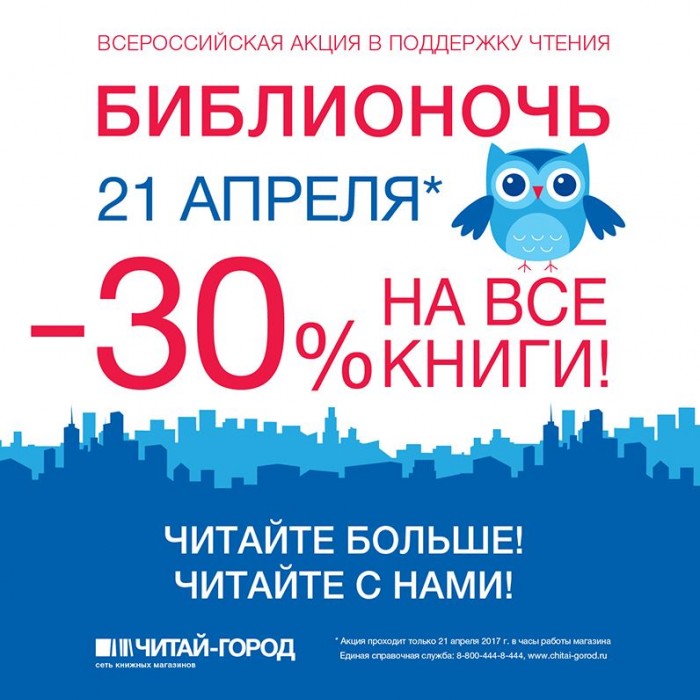 ВСЕРОССИЙСКАЯ АКЦИЯ В ПОДДЕРЖКУ ЧТЕНИЯ
БИБЛИОНОЧЬ
21 АПРЕЛЯ*
-30% НА ВСЕ
КНИГИ!
ЧИТАЙТЕ БОЛЬШЕ!
ЧИТАЙТЕ С НАМИ!
ЧИТАЙ-ГОРОД
сеть книжных магазинов
* Акция проходит только 21 апреля 2017 г. в часы работы магазина
Единая справочная служба: 8-800-444-8-444, www.chitai-gorod.ru